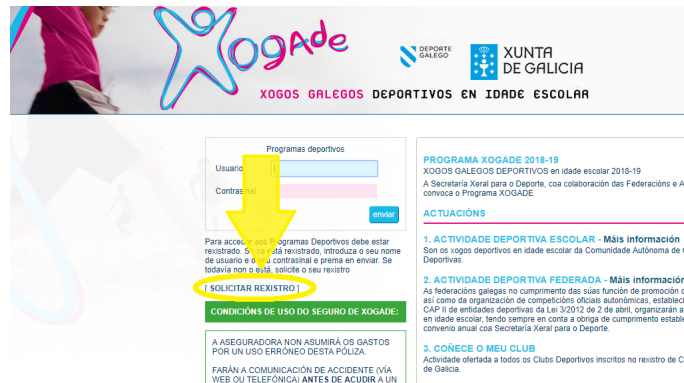 XogAde
DEPORTE
GALEGO
XUNTA
DE GALICIA
XOGOS GALEGOS DEPORTIVOS EN IDADE ESCOLAR
Programas deportivos
Usuario
enviar
Para acceder aos Programas Deportivos debe estar
rexistrado. Se xa está rexistrado, introduza o seu nome
de usuario e o seu contrasinal e prema en enviar. Se
todavía non o está, solicite o seu rexistro
[ SOLICITAR REXISTRO ]
CONDICIÓNS DE USO DO SEGURO DE XOGADE:
A ASEGURADORA NON ASUMIRÁ OS GASTOS
POR UN USO ERRÓNEO DESTA PÓLIZA.
FARÁN A COMUNICACIÓN DE ACCIDENTE (VÍA
WEB OU TELEFÓNICA) ANTES DE ACUDIR A UN
PROGRAMA XOGADE 2018-19
XOGOS GALEGOS DEPORTIVOS en idade escolar 2018-19
A Secretaría Xeral para o Deporte, coa colaboración das Federacións e A
convoca o Programa XOGADE
ACTUACIÓNS
1. ACTIVIDADE DEPORTIVA ESCOLAR - Máis información
Son os xogos deportivos en idade escolar da Comunidade Autónoma de
Deportivas.
2. ACTIVIDADE DEPORTIVA FEDERADA - Máis información
As federacións galegas no cumprimento das súas función de promoción
así como da organización de competicións oficiais autonómicas,
CAP II de entidades deportivas da Lei 3/2012 de 2 de abril, organizarán a
en idade escolar, tendo sempre en conta a obriga de cumprimento
convenio anual coa Secretaría Xeral para o Deporte.
3. COÑECE O MEU CLUB
Actividade ofertada a todos os Clubs Deportivos inscritos no rexistro de C
de Galicia.